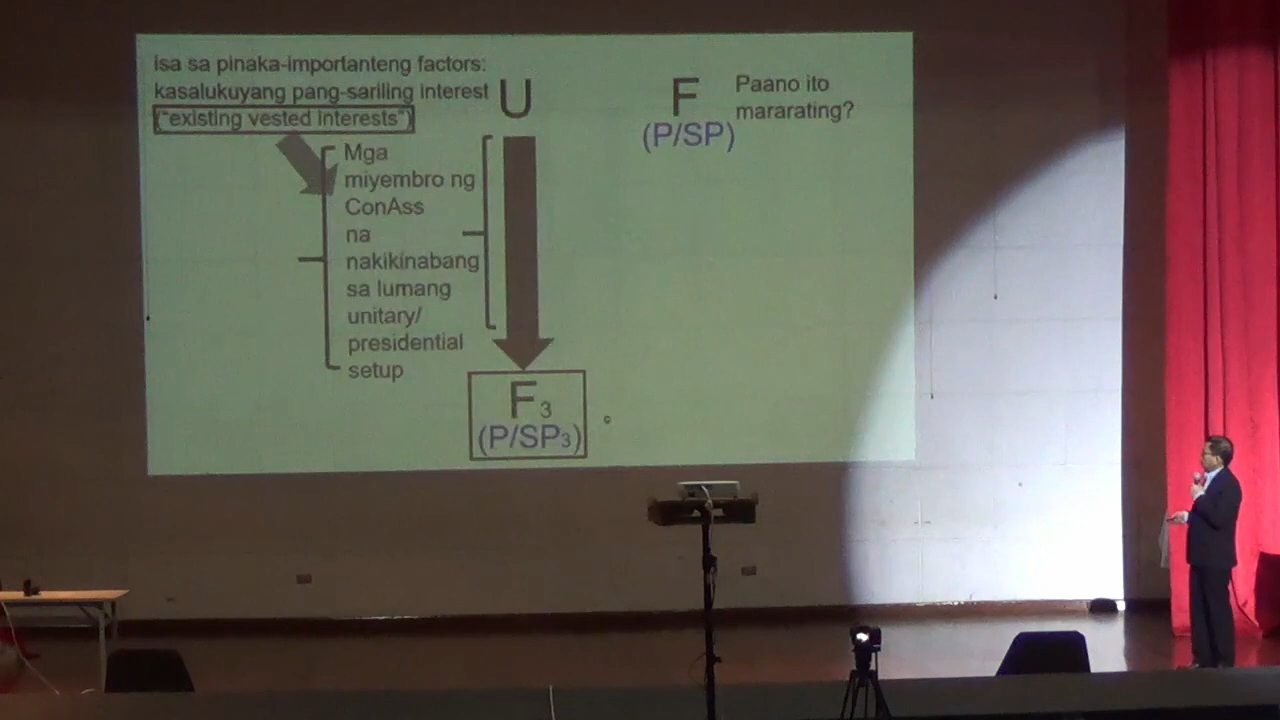 Isa sa pinaka-importanteng factors:
kasalukuyang pang-sariling interest
("existing vested interests")
U
F
(P/SP)
Paano ito
mararating?
Mga
miyembro ng
ConAss
na
nakikinabang
sa lumang
unitary/
presidential
setup
F3
(P/SP3)